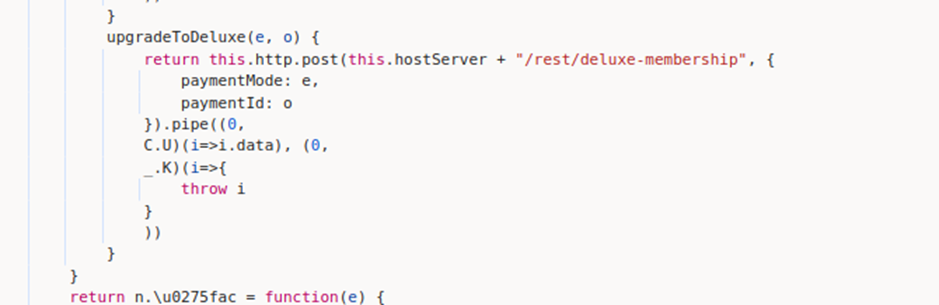 }
upgradeToDeluxe(e, o) {
return this.http.post(this.hostServer + "/rest/deluxe-membership", {
paymentMode: e,
paymentId: o
}).pipe((0,
C.U)(i=>i.data), (0,
_.K)(i=>{
throw i
}
))
}
}
return n.\u0275fac = function(e) {